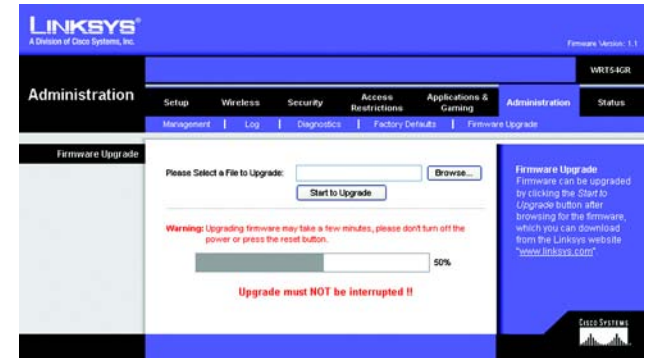 LINKSYS®
A Division of Cisco Systems, Inc.
Firmware Version: 1.1
WRT54GR
Administration
Setup
Wireless
Security
Access Restrictions
Applications & Gaming
Administration
Status
Management | Log | Diagnostics | Factory Defaults | Firmware Upgrade
Firmware Upgrade
Please Select a File to Upgrade:
Browse...
Start to Upgrade
Warning: Upgrading firmware may take a few minutes, please don't turn off the
power or press the reset button.
50%
Upgrade must NOT be interrupted !!
Firmware Upgrade
Firmware can be upgraded
by clicking the Start to
Upgrade button after
browsing for the firmware,
which you can download
from the Linksys website
"www.linksys.com".
CISCO SYSTEMS